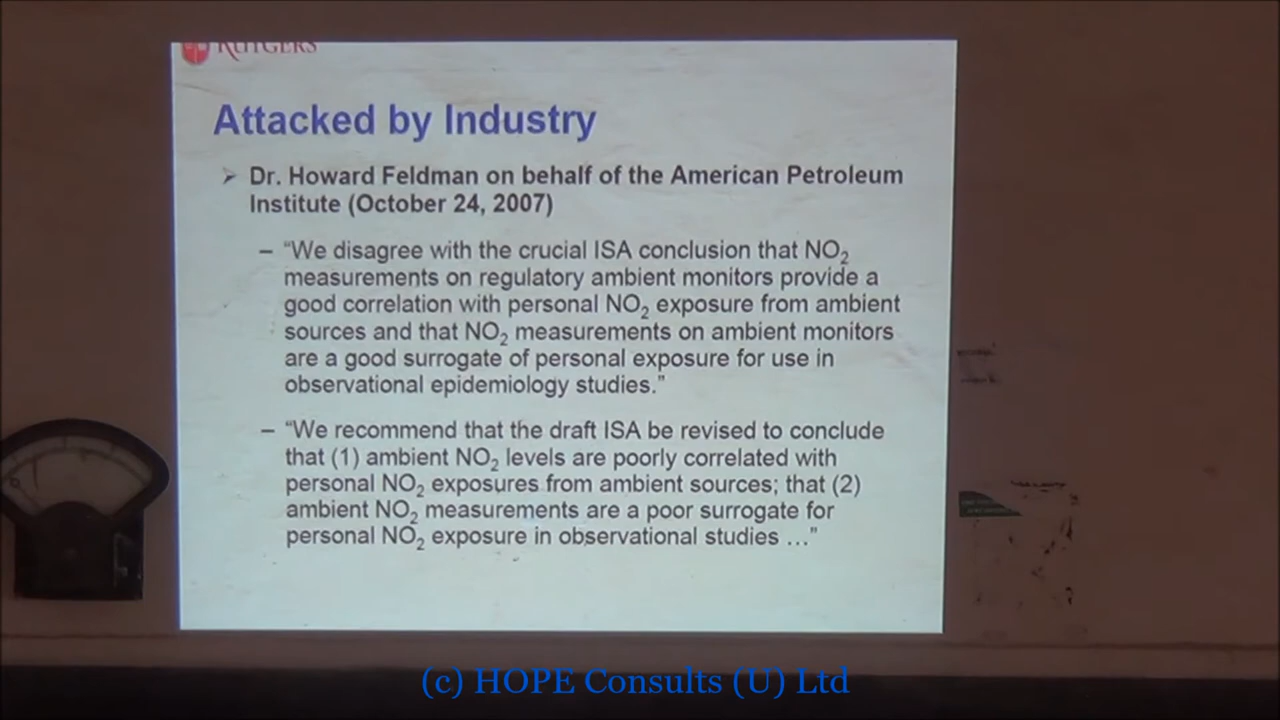 RUTGERS
Attacked by Industry
➢ Dr. Howard Feldman on behalf of the American Petroleum
Institute (October 24, 2007)
– “We disagree with the crucial ISA conclusion that NO₂
measurements on regulatory ambient monitors provide a
good correlation with personal NO₂ exposure from ambient
sources and that NO₂ measurements on ambient monitors
are a good surrogate of personal exposure for use in
observational epidemiology studies.”
– “We recommend that the draft ISA be revised to conclude
that (1) ambient NO₂ levels are poorly correlated with
personal NO₂ exposures from ambient sources; that (2)
ambient NO₂ measurements are a poor surrogate for
personal NO₂ exposure in observational studies …”
(c) HOPE Consults (U) Ltd